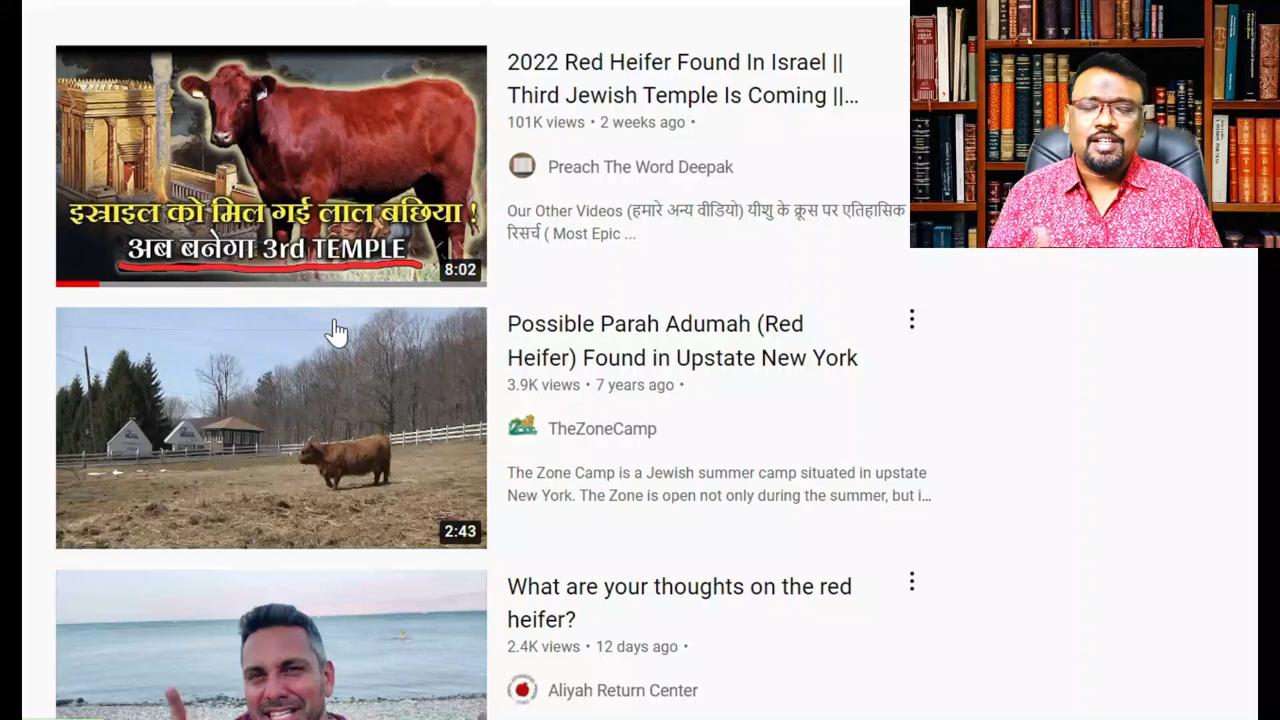 2022 Red Heifer Found In Israel ||
Third Jewish Temple Is Coming ||...
101K views • 2 weeks ago •
Preach The Word Deepak
Our Other Videos (हमारे अन्य वीडियो) यीशु के क्रूस पर एतिहासिक
रिसर्च ( Most Epic ...
इस्राइल को मिल गई लाल बछिया !
अब बनेगा 3rd TEMPLE
8:02
Possible Parah Adumah (Red
Heifer) Found in Upstate New York
3.9K views • 7 years ago •
TheZoneCamp
The Zone Camp is a Jewish summer camp situated in upstate
New York. The Zone is open not only during the summer, but i...
2:43
What are your thoughts on the red
heifer?
2.4K views • 12 days ago •
Aliyah Return Center